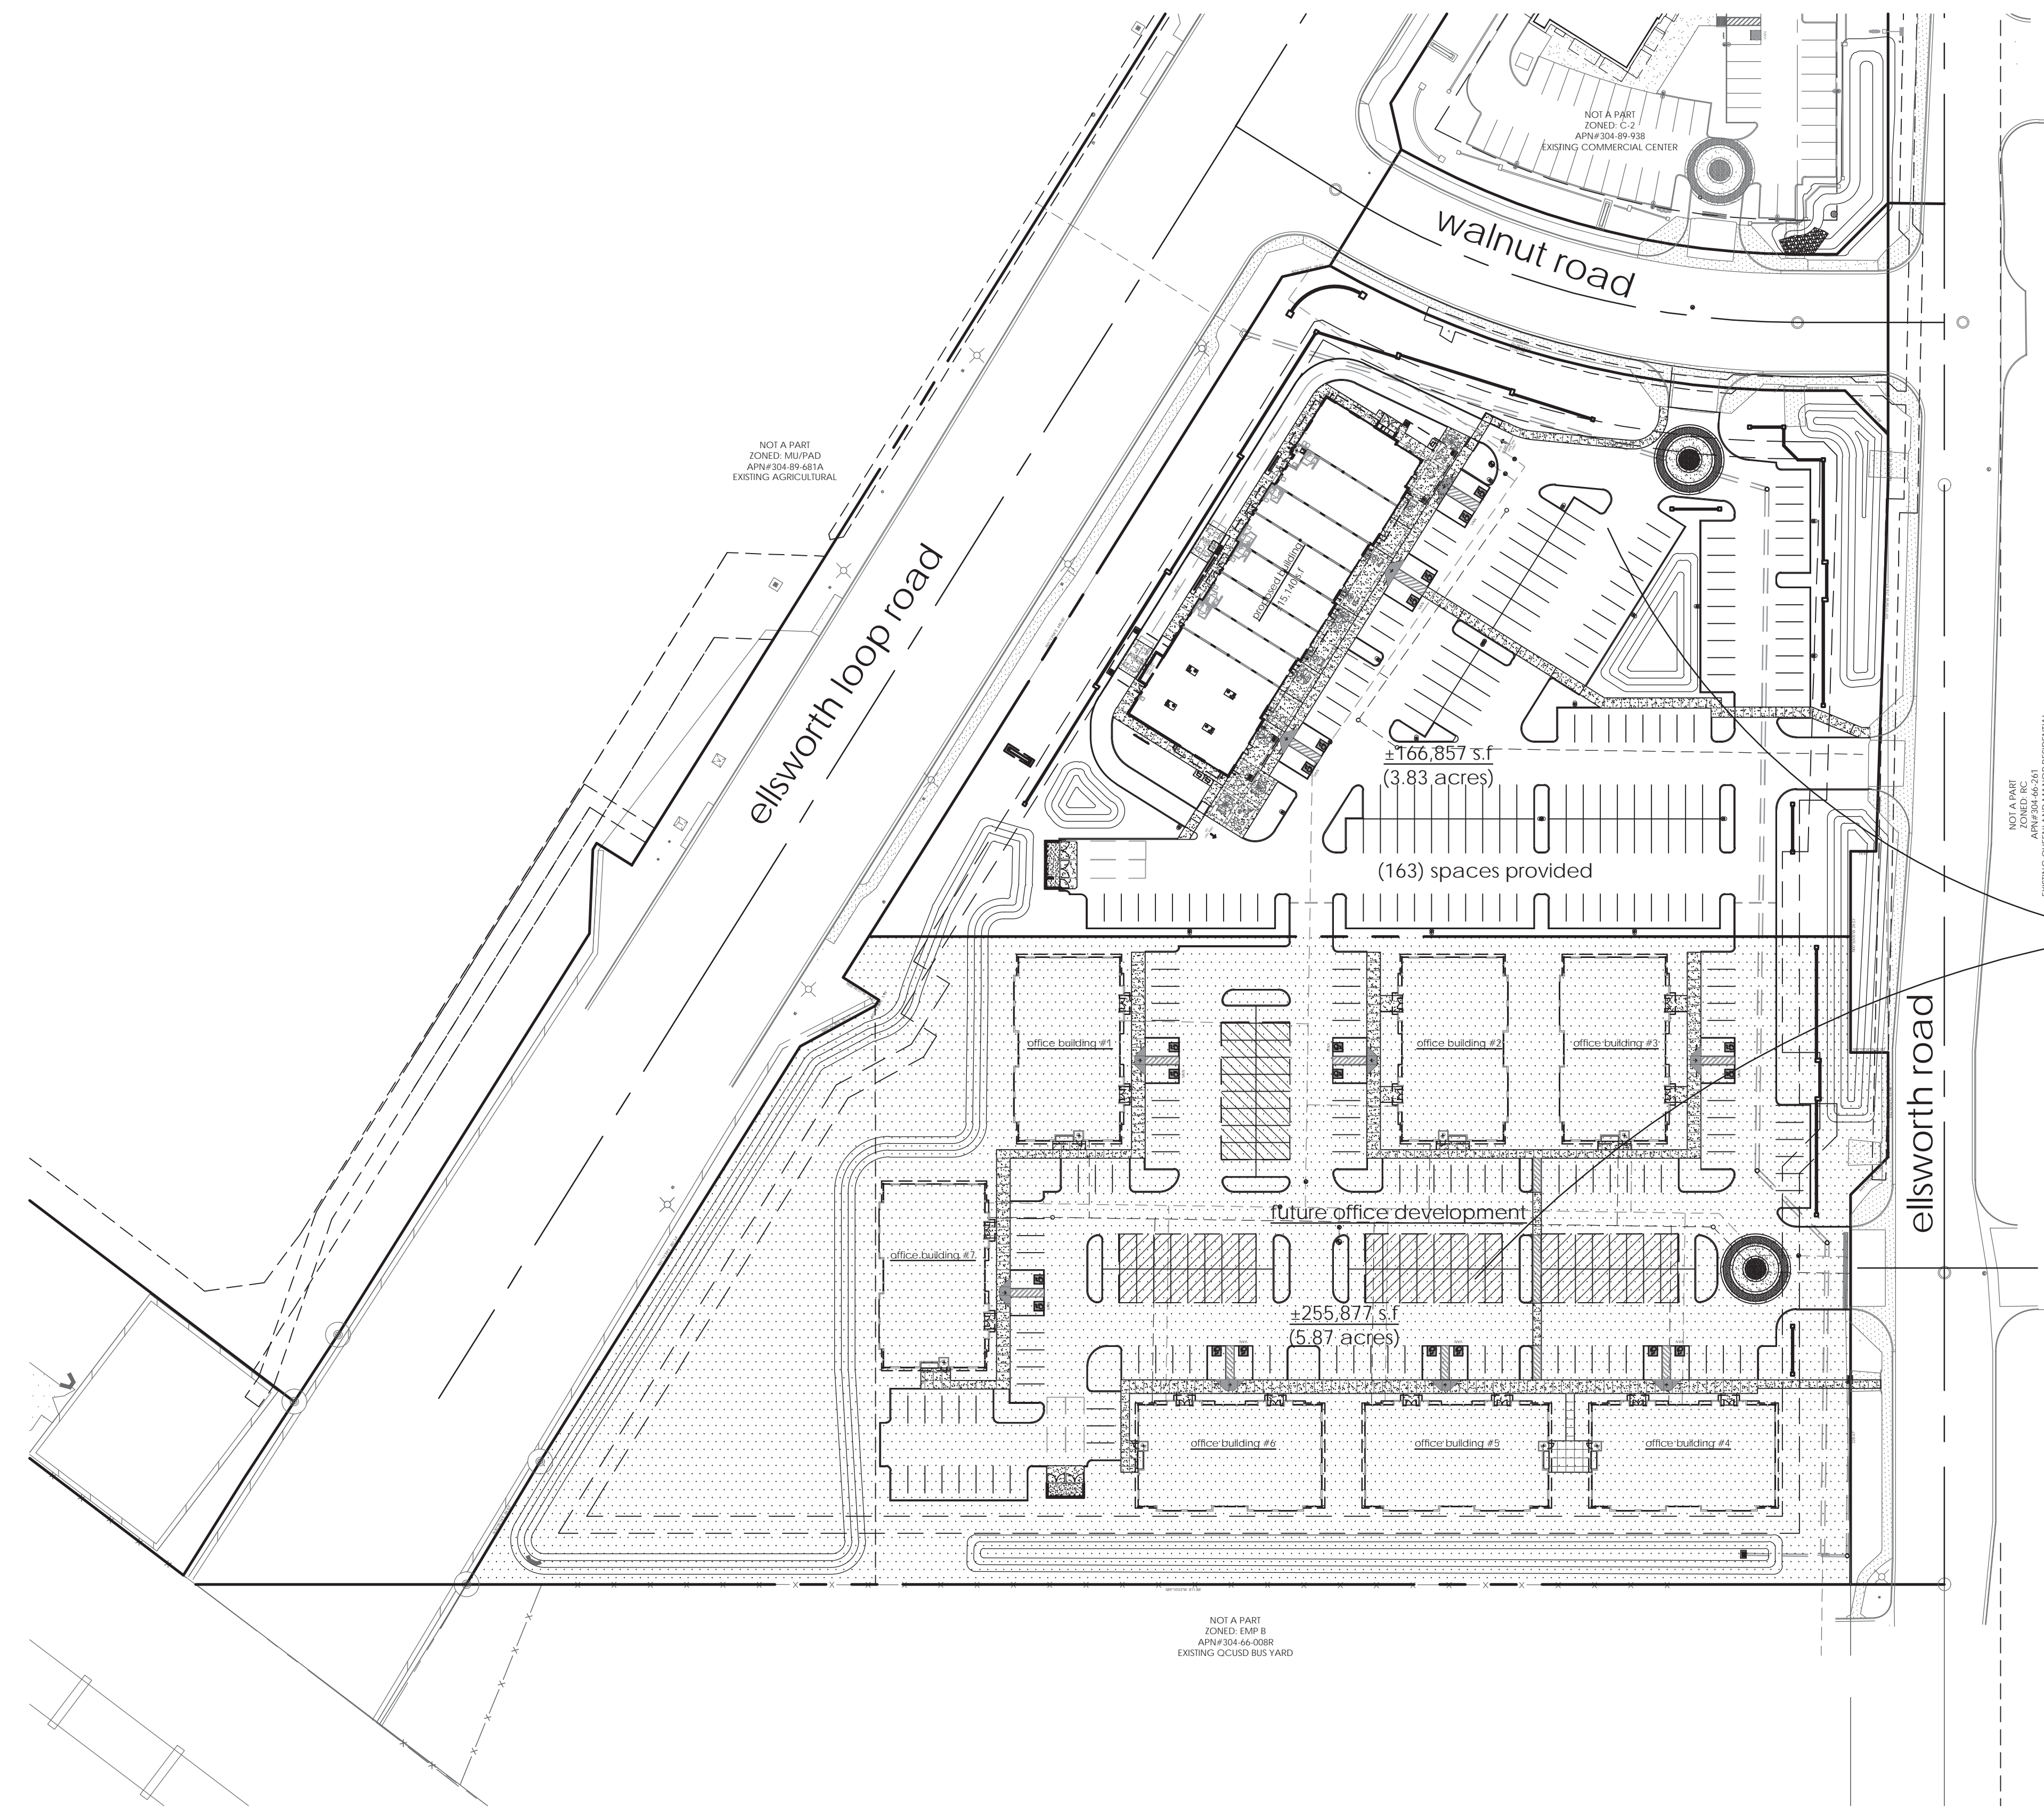 NOT A PART
ZONED: C-2
APN#304-89-938
EXISTING COMMERCIAL CENTER
walnut road
NOT A PART
ZONED: MU/PAD
APN#304-89-681A
EXISTING AGRICULTURAL
ellsworth loop road
proposed building
±166,857 s.f
(3.83 acres)
(163) spaces provided
NOT A PART
ZONED: RC
APN#304-66-261
ellsworth road
office building #1
office building #2
office building #3
future office development
office building #7
±255,877 s.f
(5.87 acres)
office building #6
office building #5
office building #4
NOT A PART
ZONED: EMP B
APN#304-66-008R
EXISTING QCUSD BUS YARD